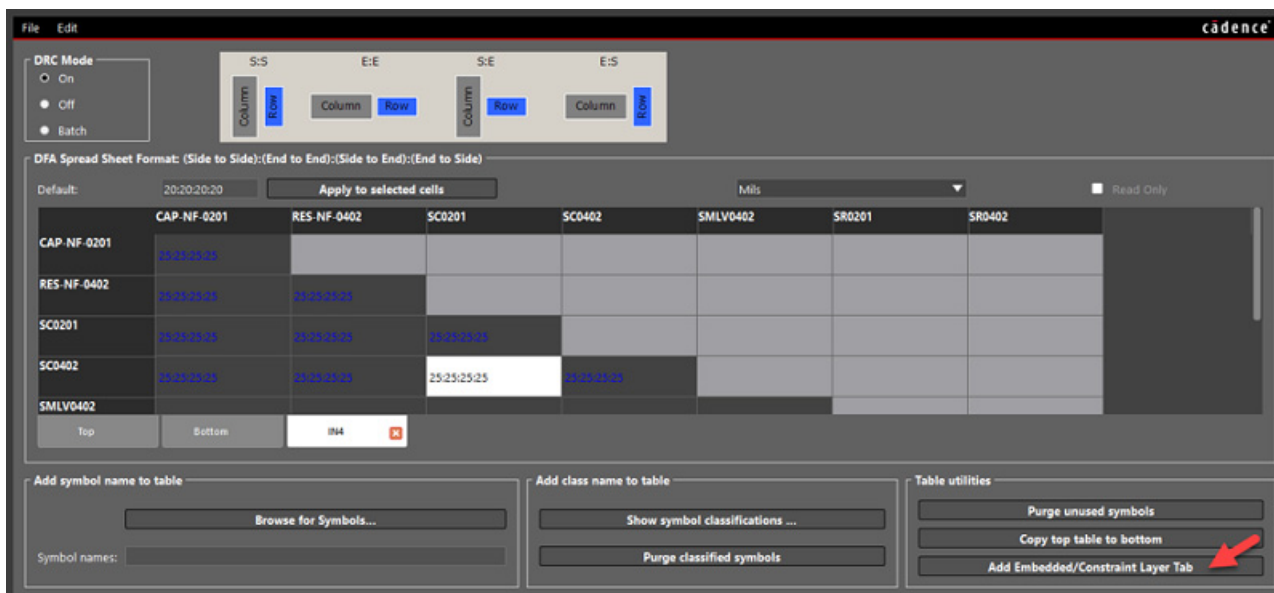 File Edit cādence
DRC Mode
On
Off
Batch
S:S E:E S:E E:S
Column Row Column Row Column Row Column Row
DFA Spread Sheet Format: (Side to Side):(End to End):(Side to End):(End to Side)
Default: 20:20:20:20 Apply to selected cells Mils Read Only
CAP-NF-0201 RES-NF-0402 SC0201 SC0402 SMLV0402 SR0201 SR0402
CAP-NF-0201 25:25:25:25
RES-NF-0402 25:25:25:25 25:25:25:25
SC0201 25:25:25:25 25:25:25:25 25:25:25:25
SC0402 25:25:25:25 25:25:25:25 25:25:25:25 25:25:25:25
SMLV0402
Top Bottom IN4
Add symbol name to table
Browse for Symbols...
Symbol names:
Add class name to table
Show symbol classifications ...
Purge classified symbols
Table utilities
Purge unused symbols
Copy top table to bottom
Add Embedded/Constraint Layer Tab